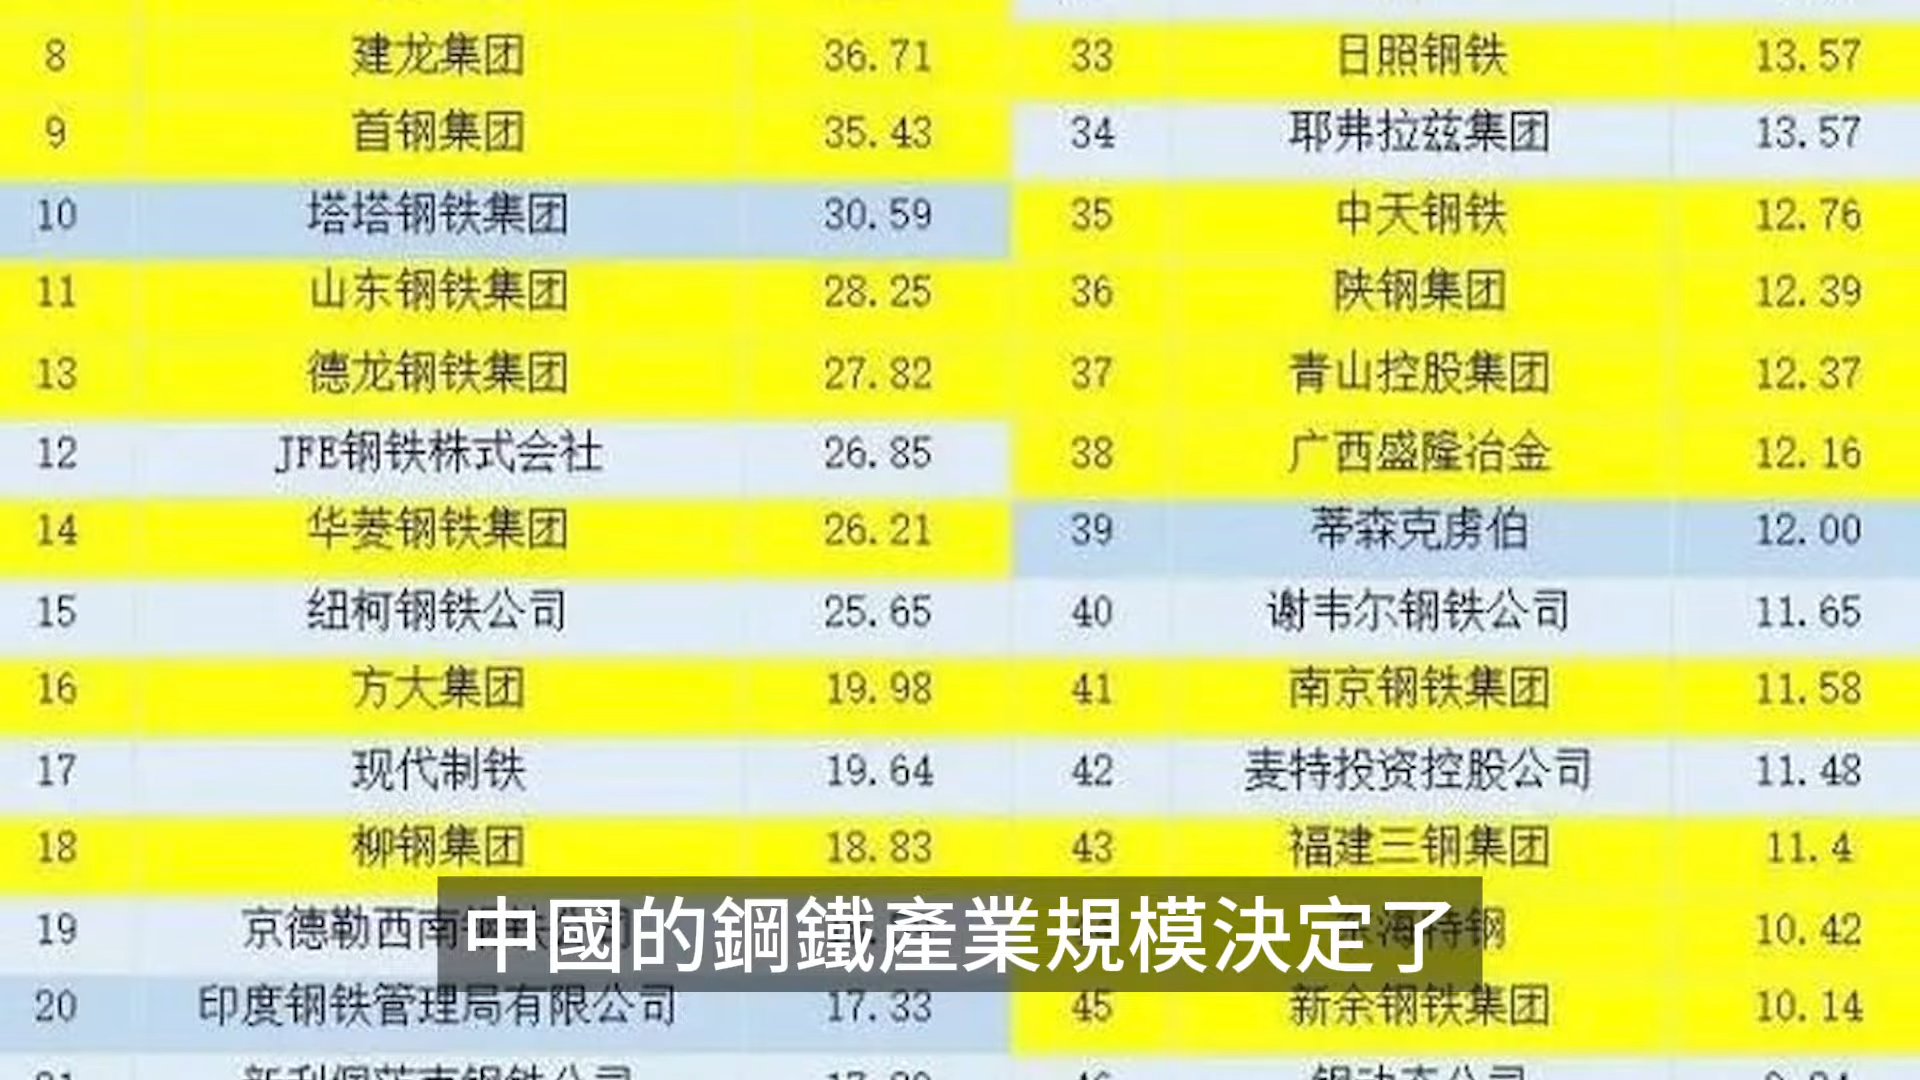 8 建龙集团 36.71 33 日照钢铁 13.57
9 首钢集团 35.43 34 耶弗拉兹集团 13.57
10 塔塔钢铁集团 30.59 35 中天钢铁 12.76
11 山东钢铁集团 28.25 36 陕钢集团 12.39
13 德龙钢铁集团 27.82 37 青山控股集团 12.37
12 JFE钢铁株式会社 26.85 38 广西盛隆冶金 12.16
14 华菱钢铁集团 26.21 39 蒂森克虏伯 12.00
15 纽柯钢铁公司 25.65 40 谢韦尔钢铁公司 11.65
16 方大集团 19.98 41 南京钢铁集团 11.58
17 现代制铁 19.64 42 麦特投资控股公司 11.48
18 柳钢集团 18.83 43 福建三钢集团 11.4
19 京德勒西南钢铁 司 海特钢 10.42
中國的鋼鐵產業規模決定了
20 印度钢铁管理局有限公司 17.33 45 新余钢铁集团 10.14